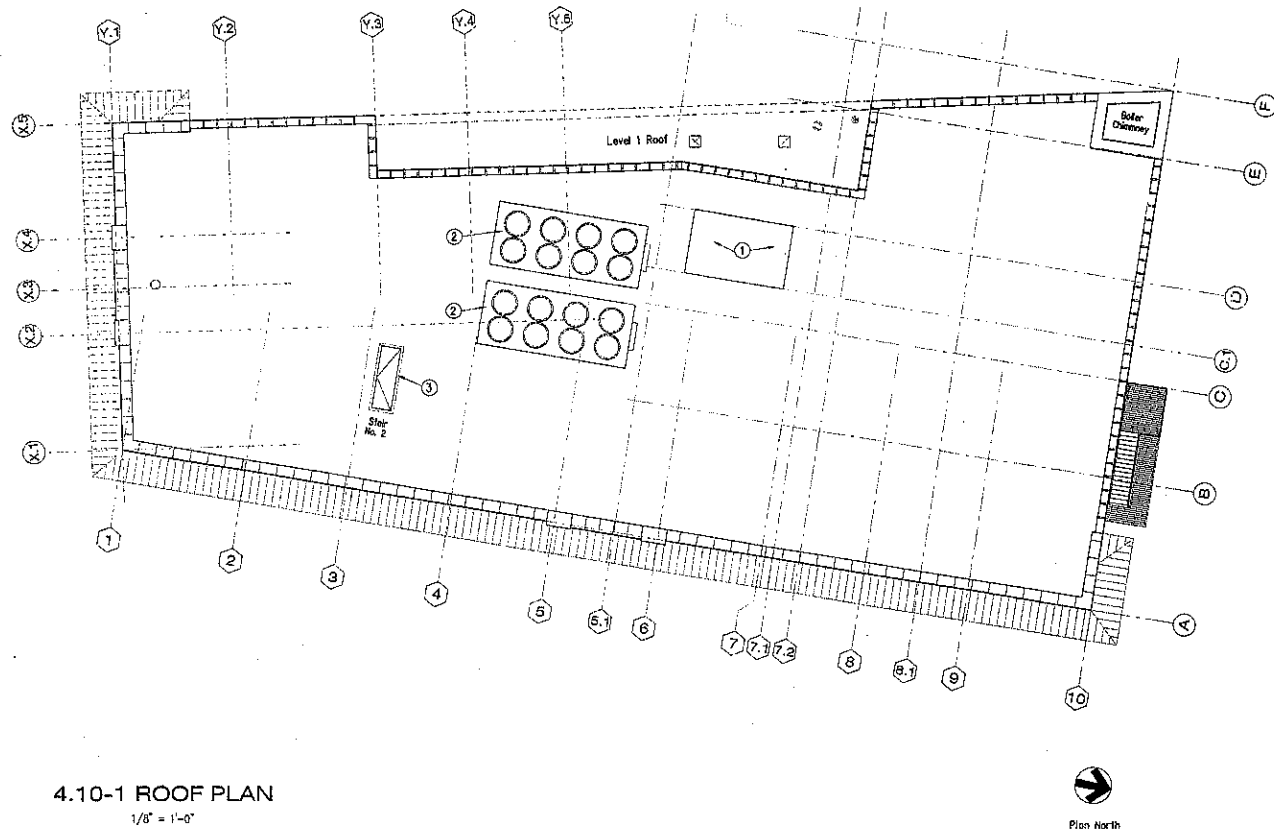 Y.1
Y.2
Y.3
Y.4
Y.5
X.5
F
Boiler
Chimney
Level 1 Roof
E
X.4
2
1
D
X.3
X.2
2
C.1
3
C
Stair
No. 2
X.1
B
1
2
3
4
5
5.1
6
7
7.1
7.2
8
8.1
9
10
A
4.10-1 ROOF PLAN
1/8" = 1'-0"
Plan North